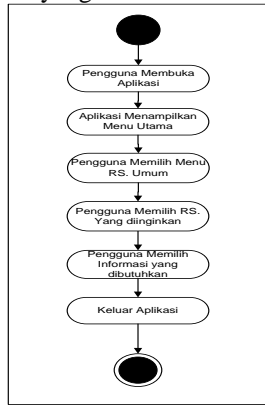 Pengguna Membuka
Aplikasi
Aplikasi Menampilkan
Menu Utama
Pengguna Memilih Menu
RS. Umum
Pengguna Memilih RS.
Yang diinginkan
Pengguna Memilih
Informasi yang
dibutuhkan
Keluar Aplikasi